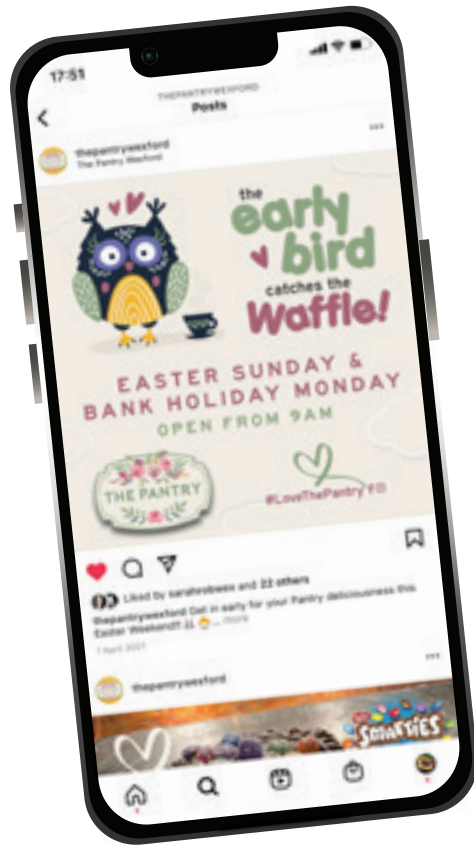 17:51
THEPANTRYWEXFORD
Posts
thepantrywexford
The Pantry Wexford
the
early
bird
catches the
Waffle!
EASTER SUNDAY &
BANK HOLIDAY MONDAY
OPEN FROM 9AM
THE PANTRY
#LoveThePantry
Liked by sarahrobwex and 22 others
thepantrywexford Get in early for your Pantry deliciousness this
Easter Weekend!! ... more
1 April 2021
thepantrywexford
SMARTIES